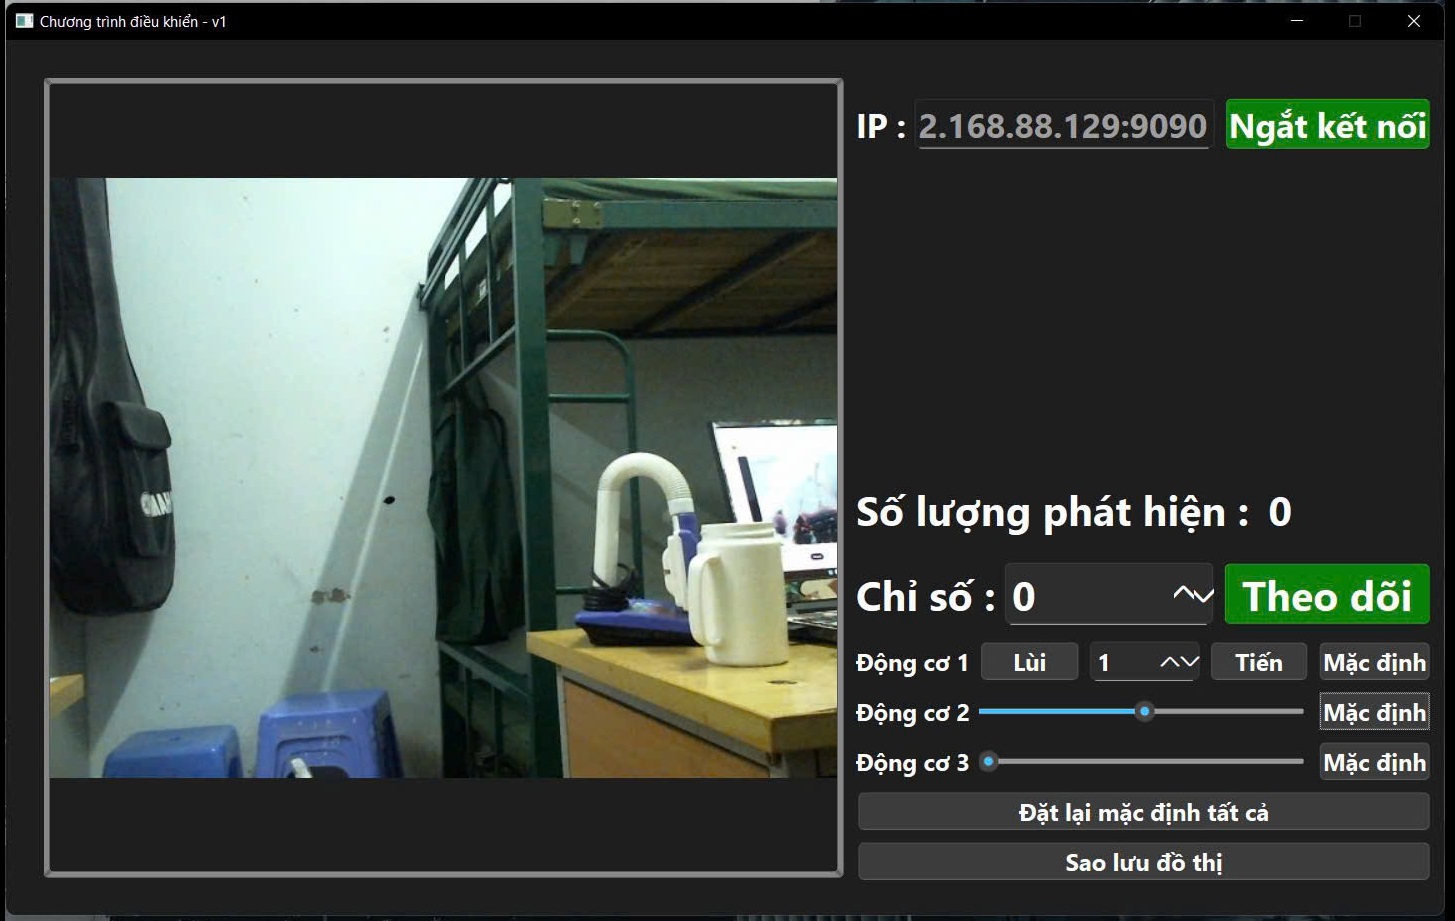 Chương trình điều khiển - v1
IP : 2.168.88.129:9090 Ngắt kết nối
Số lượng phát hiện : 0
Chỉ số : 0 Theo dõi
Động cơ 1 Lùi 1 Tiến Mặc định
Động cơ 2 Mặc định
Động cơ 3 Mặc định
Đặt lại mặc định tất cả
Sao lưu đồ thị